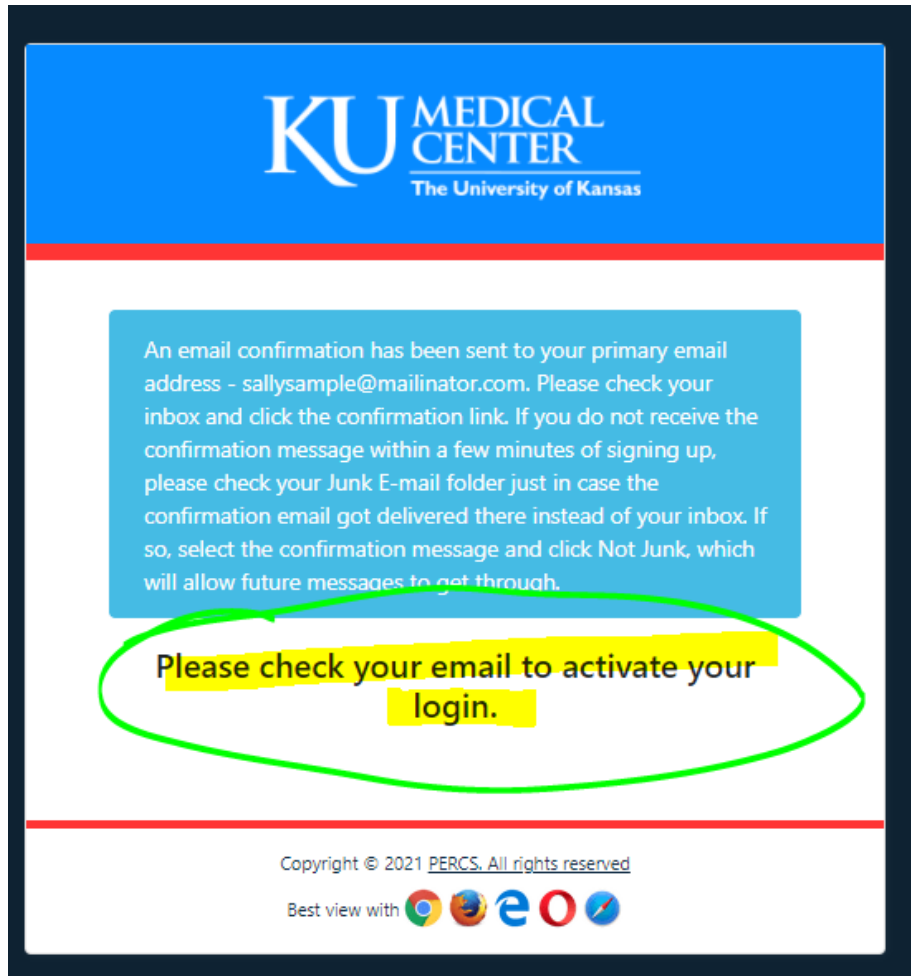 KU MEDICAL
CENTER
The University of Kansas
An email confirmation has been sent to your primary email
address - sallysample@mailinator.com. Please check your
inbox and click the confirmation link. If you do not receive the
confirmation message within a few minutes of signing up,
please check your Junk E-mail folder just in case the
confirmation email got delivered there instead of your inbox. If
so, select the confirmation message and click Not Junk, which
will allow future messages to get through.
Please check your email to activate your
login.
Copyright © 2021 PERCS. All rights reserved
Best view with